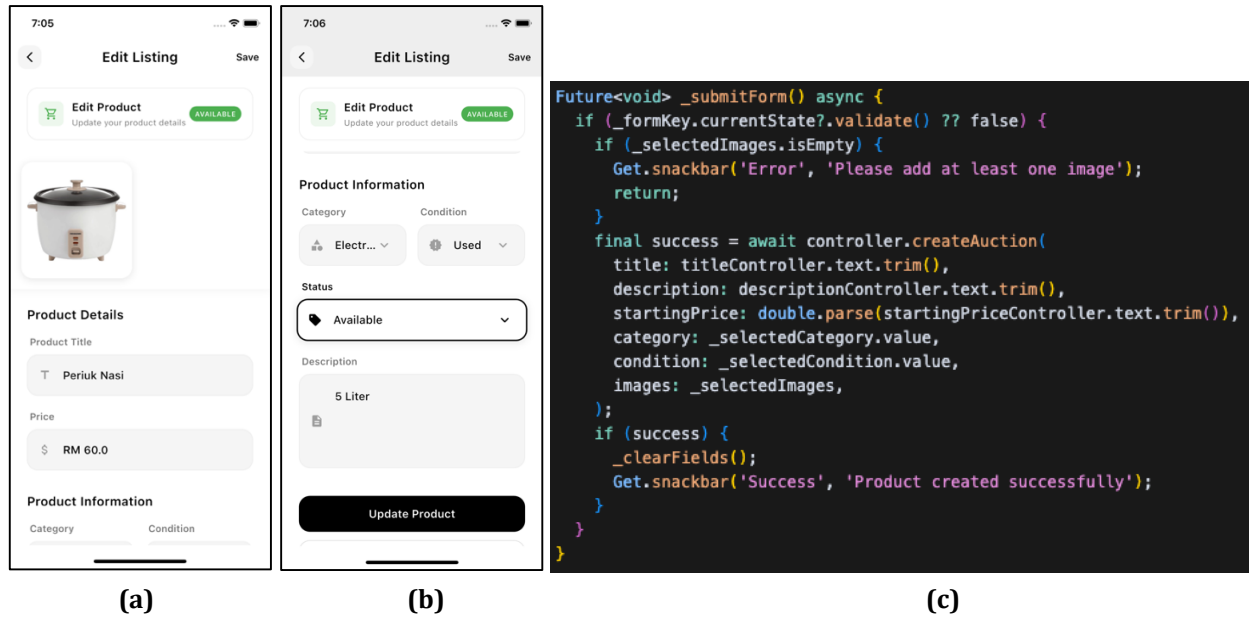 7:05
Edit Listing
Save
Edit Product
Update your product details
AVAILABLE
Product Details
Product Title
Periuk Nasi
Price
$ RM 60.0
Product Information
Category
Condition
7:06
Edit Listing
Save
Edit Product
Update your product details
AVAILABLE
Product Information
Category
Condition
Electr...
Used
Status
Available
Description
5 Liter
Update Product
Future<void> _submitForm() async {
if (_formKey.currentState?.validate() ?? false) {
if (_selectedImages.isEmpty) {
Get.snackbar('Error', 'Please add at least one image');
return;
}
final success = await controller.createAuction(
title: titleController.text.trim(),
description: descriptionController.text.trim(),
startingPrice: double.parse(startingPriceController.text.trim()),
category: _selectedCategory.value,
condition: _selectedCondition.value,
images: _selectedImages,
);
if (success) {
_clearFields();
Get.snackbar('Success', 'Product created successfully');
}
}
}
(a)
(b)
(c)